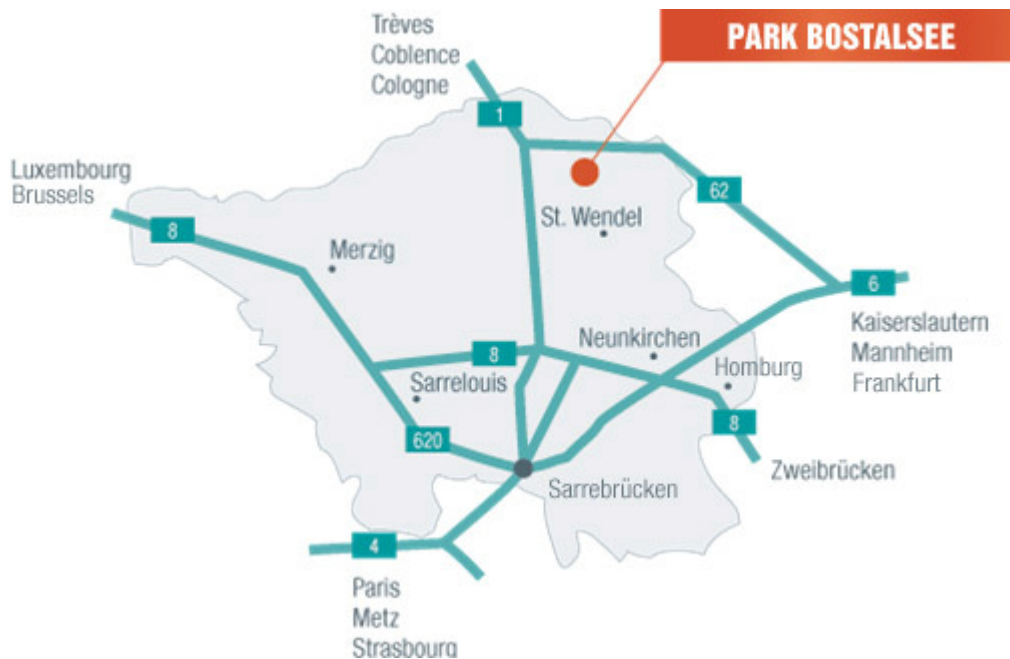 Trèves
Coblence
Cologne
PARK BOSTALSEE
1
Luxembourg
Brussels
62
St. Wendel
8
Merzig
6
Kaiserslautern
Mannheim
Frankfurt
Neunkirchen
8
Homburg
Sarrelouis
8
620
Zweibrücken
Sarrebrücken
4
Paris
Metz
Strasbourg